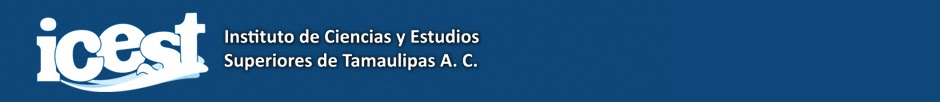 icest
Instituto de Ciencias y Estudios
Superiores de Tamaulipas A. C.